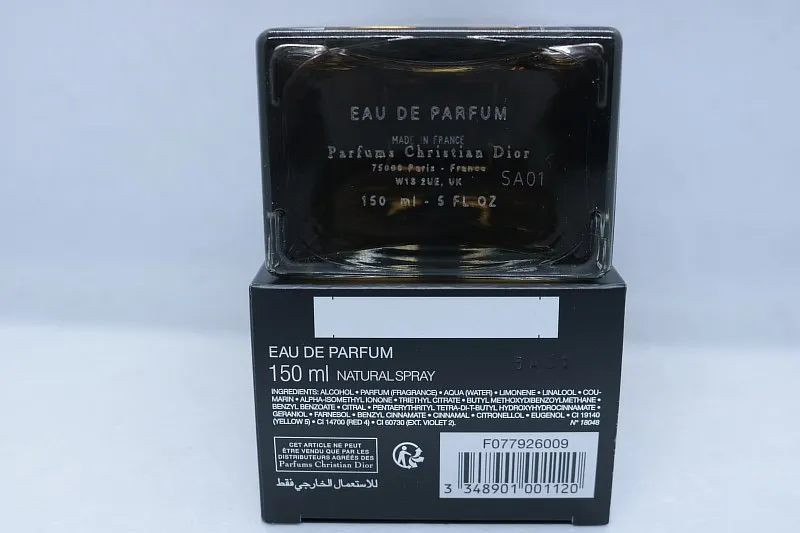 EAU DE PARFUM
MADE IN FRANCE
Parfums Christian Dior
75008 Paris - France
W1S 2UE, UK
SA01
150 ml - 5 FL OZ
EAU DE PARFUM
150 ml NATURAL SPRAY
INGREDIENTS: ALCOHOL • PARFUM (FRAGRANCE) • AQUA (WATER) • LIMONENE • LINALOOL • COU-
MARIN • ALPHA-ISOMETHYL IONONE • TRIETHYL CITRATE • BUTYL METHOXYDIBENZOYLMETHANE •
BENZYL BENZOATE • CITRAL • PENTAERYTHRITYL TETRA-DI-T-BUTYL HYDROXYHYDROCINNAMATE •
GERANIOL • FARNESOL • BENZYL CINNAMATE • CINNAMAL • CITRONELLOL • EUGENOL • CI 19140
(YELLOW 5) • CI 14700 (RED 4) • CI 60730 (EXT. VIOLET 2). N° 18048
CET ARTICLE NE PEUT
ÊTRE VENDU QUE PAR LES
DISTRIBUTEURS AGRÉÉS DES
Parfums Christian Dior
للاستعمال الخارجي فقط
F077926009
3 348901 001120